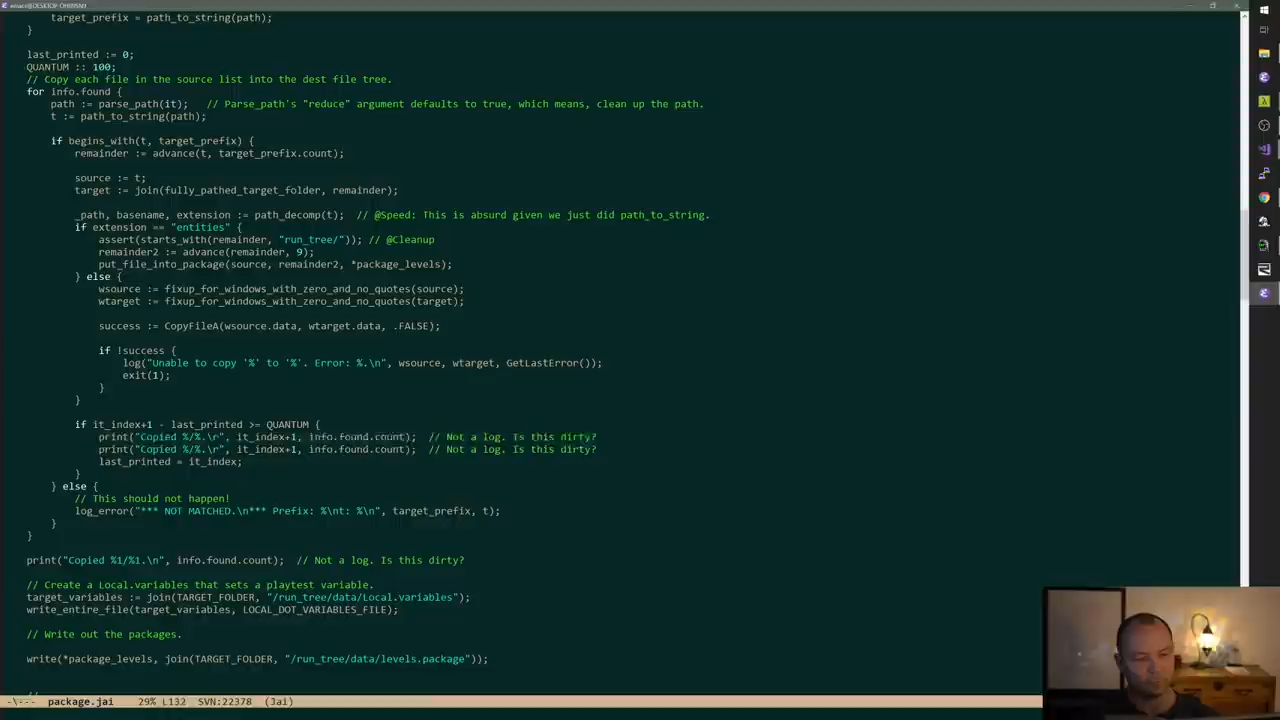 target_prefix = path_to_string(path);
}
last_printed := 0;
QUANTUM :: 100;
// Copy each file in the source list into the dest file tree.
for info.found {
path := parse_path(it);   // Parse_path's "reduce" argument defaults to true, which means, clean up the path.
t := path_to_string(path);
if begins_with(t, target_prefix) {
remainder := advance(t, target_prefix.count);
source := t;
target := join(fully_pathed_target_folder, remainder);
_path, basename, extension := path_decomp(t);  // @Speed: This is absurd given we just did path_to_string.
if extension == "entities" {
assert(starts_with(remainder, "run_tree/")); // @Cleanup
remainder2 := advance(remainder, 9);
put_file_into_package(source, remainder2, *package_levels);
} else {
wsource := fixup_for_windows_with_zero_and_no_quotes(source);
wtarget := fixup_for_windows_with_zero_and_no_quotes(target);
success := CopyFileA(wsource.data, wtarget.data, .FALSE);
if !success {
log("Unable to copy '%' to '%'. Error: %.\n", wsource, wtarget, GetLastError());
exit(1);
}
}
if it_index+1 - last_printed >= QUANTUM {
print("Copied %/%.\r", it_index+1, info.found.count);  // Not a log. Is this dirty?
print("Copied %/%.\r", it_index+1, info.found.count);  // Not a log. Is this dirty?
last_printed = it_index;
}
} else {
// This should not happen!
log_error("*** NOT MATCHED.\n*** Prefix: %\nt: %\n", target_prefix, t);
}
}
print("Copied %1/%1.\n", info.found.count);  // Not a log. Is this dirty?
// Create a Local.variables that sets a playtest variable.
target_variables := join(TARGET_FOLDER, "/run_tree/data/Local.variables");
write_entire_file(target_variables, LOCAL_DOT_VARIABLES_FILE);
// Write out the packages.
write(*package_levels, join(TARGET_FOLDER, "/run_tree/data/levels.package"));
//
-\--- package.jai 29% L132 SVN:22378 (Jai)